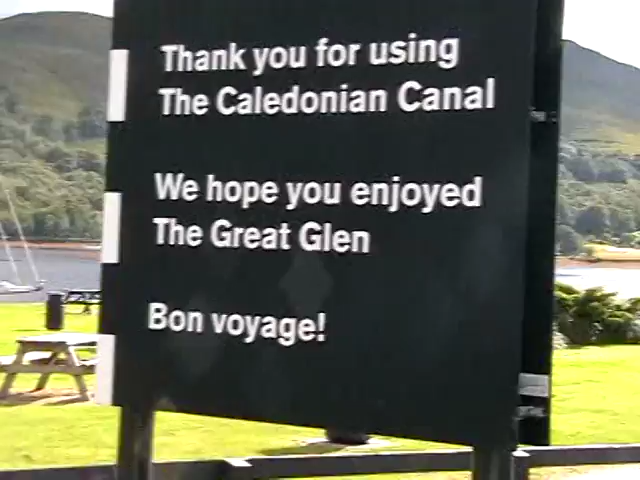 Thank you for using
The Caledonian Canal
We hope you enjoyed
The Great Glen
Bon voyage!